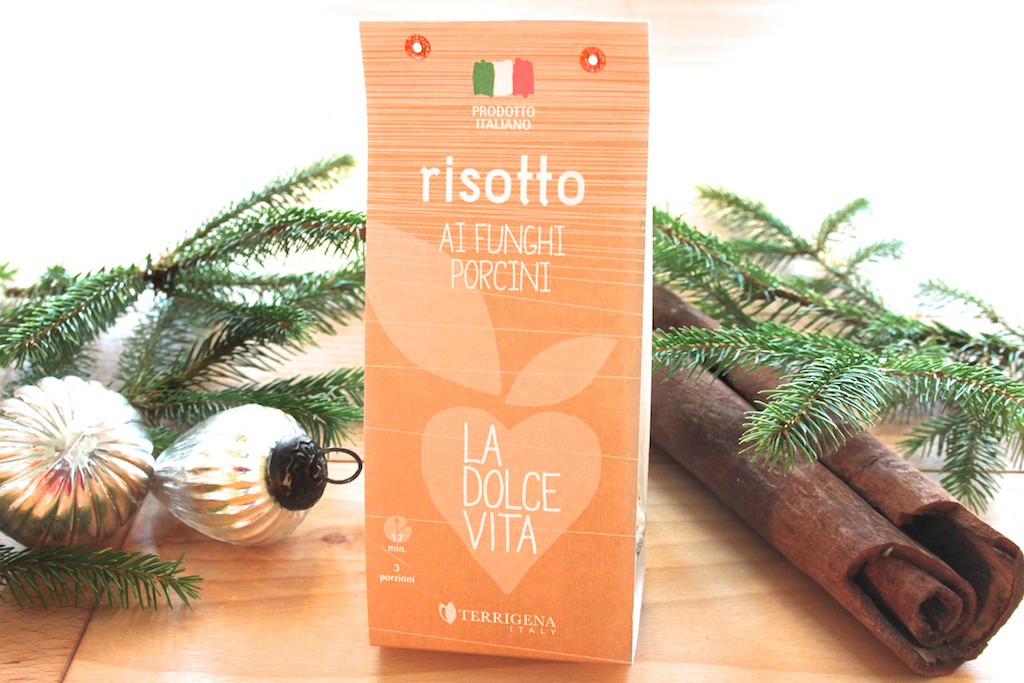 PRODOTTO
ITALIANO
risotto
AI FUNGHI
PORCINI
LA
DOLCE
VITA
17
min.
3
porzioni
TERRIGENA
ITALY